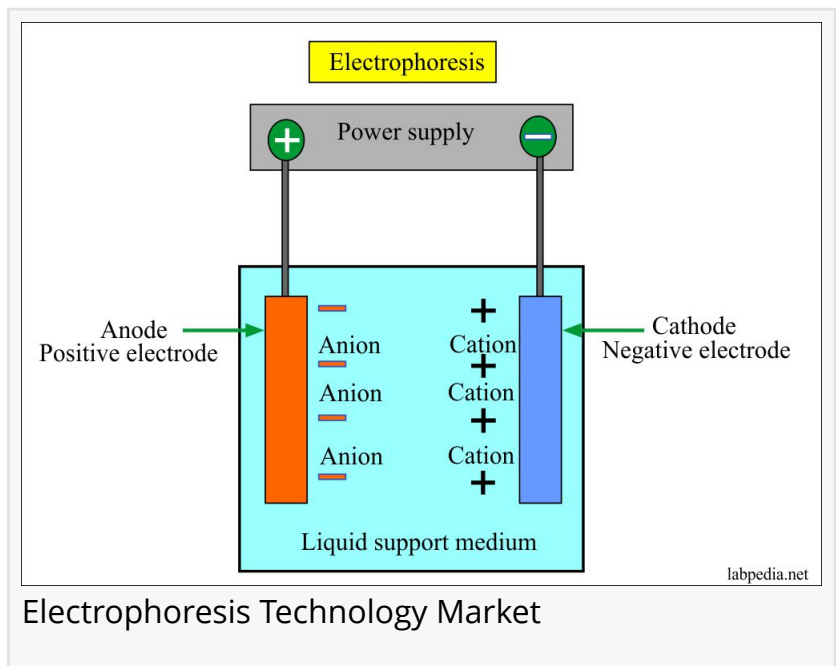 Electrophoresis
+ Power supply −
Anode
Positive electrode
Cathode
Negative electrode
− +
Anion Cation
− +
Anion Cation
− +
Anion Cation
− +
Liquid support medium
labpedia.net
Electrophoresis Technology Market